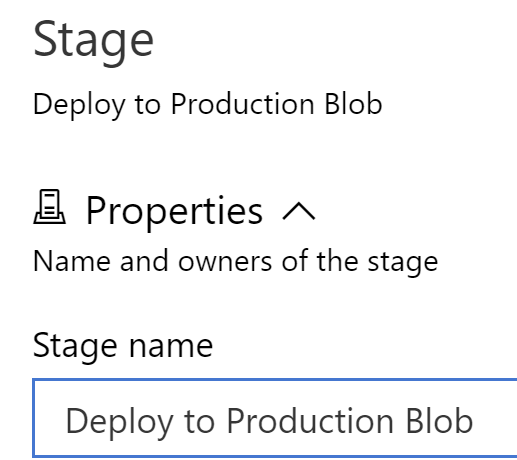 Stage
Deploy to Production Blob
Properties
Name and owners of the stage
Stage name
Deploy to Production Blob